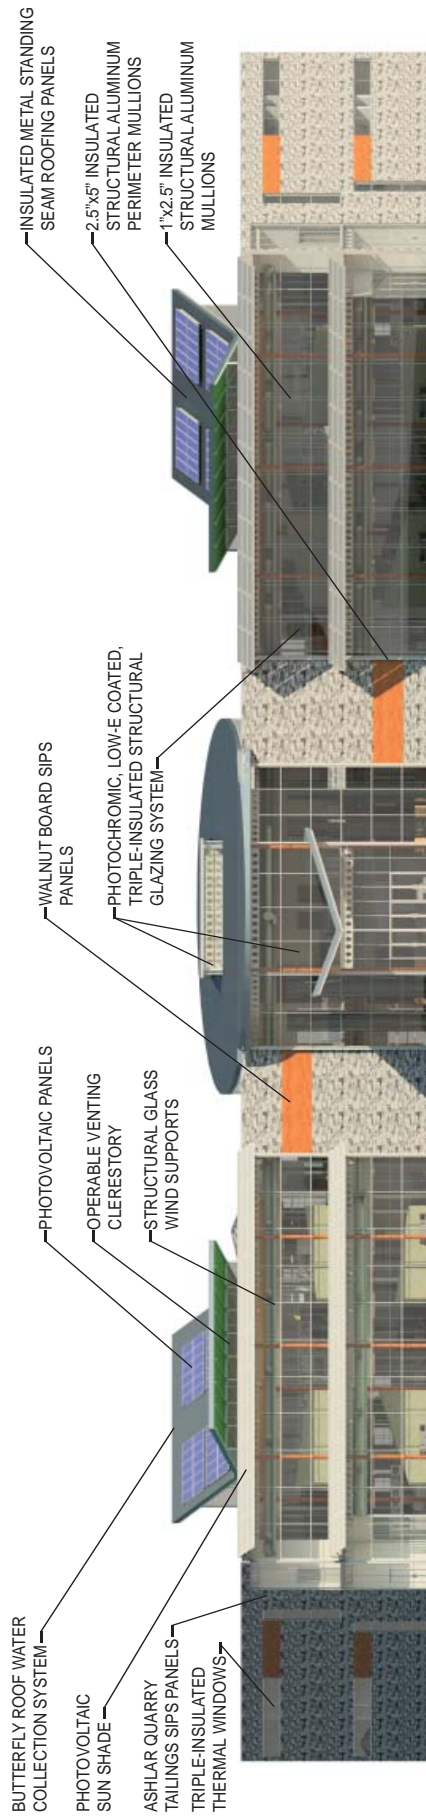 BUTTERFLY ROOF WATER
COLLECTION SYSTEM
PHOTOVOLTAIC
SUN SHADE
ASHLAR QUARRY
TAILINGS SIPS PANELS
TRIPLE-INSULATED
THERMAL WINDOWS
PHOTOVOLTAIC PANELS
OPERABLE VENTING
CLERESTORY
STRUCTURAL GLASS
WIND SUPPORTS
WALNUT BOARD SIPS
PANELS
PHOTOCHROMIC, LOW-E COATED,
TRIPLE-INSULATED STRUCTURAL
GLAZING SYSTEM
INSULATED METAL STANDING
SEAM ROOFING PANELS
2.5"x5" INSULATED
STRUCTURAL ALUMINUM
PERIMETER MULLIONS
1"x2.5" INSULATED
STRUCTURAL ALUMINUM
MULLIONS